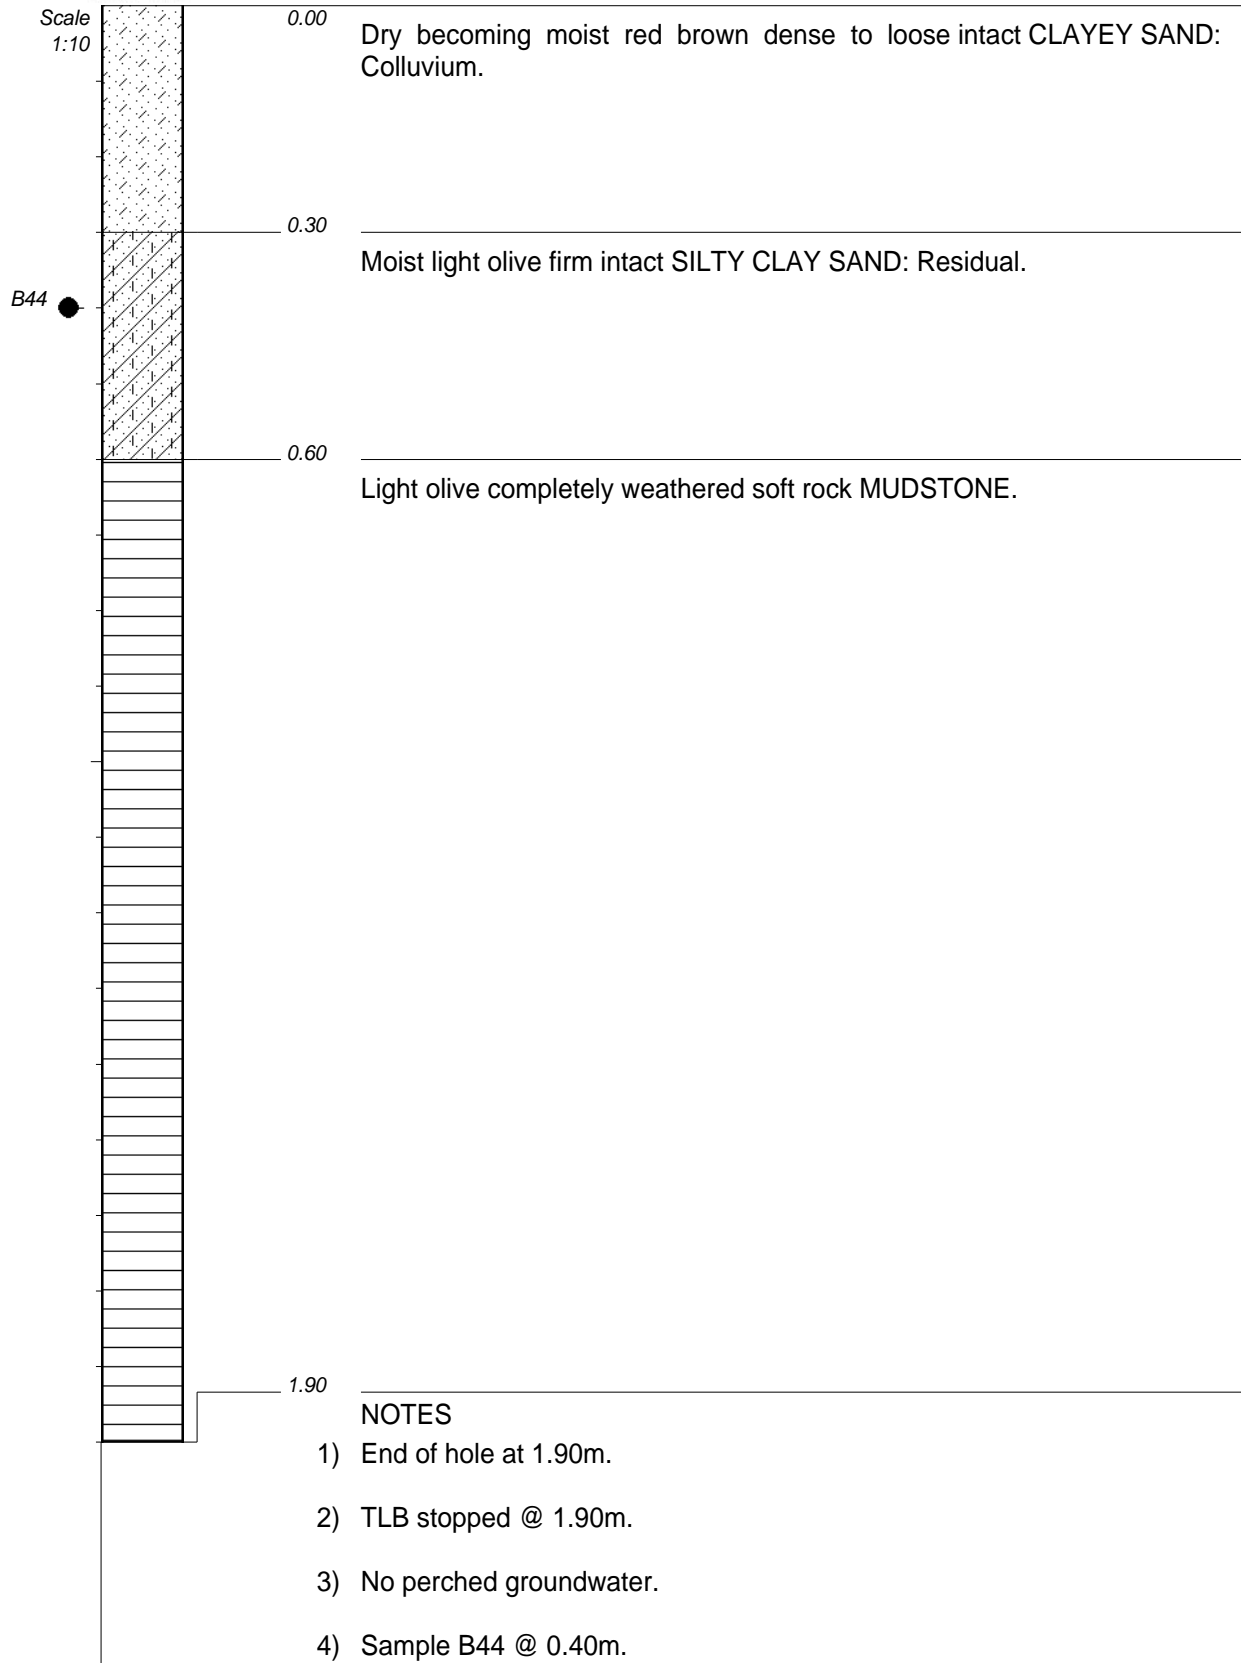 Scale
1:10
0.00
Dry becoming moist red brown dense to loose intact CLAYEY SAND:
Colluvium.
0.30
Moist light olive firm intact SILTY CLAY SAND: Residual.
B44
0.60
Light olive completely weathered soft rock MUDSTONE.
1.90
NOTES
1) End of hole at 1.90m.
2) TLB stopped @ 1.90m.
3) No perched groundwater.
4) Sample B44 @ 0.40m.